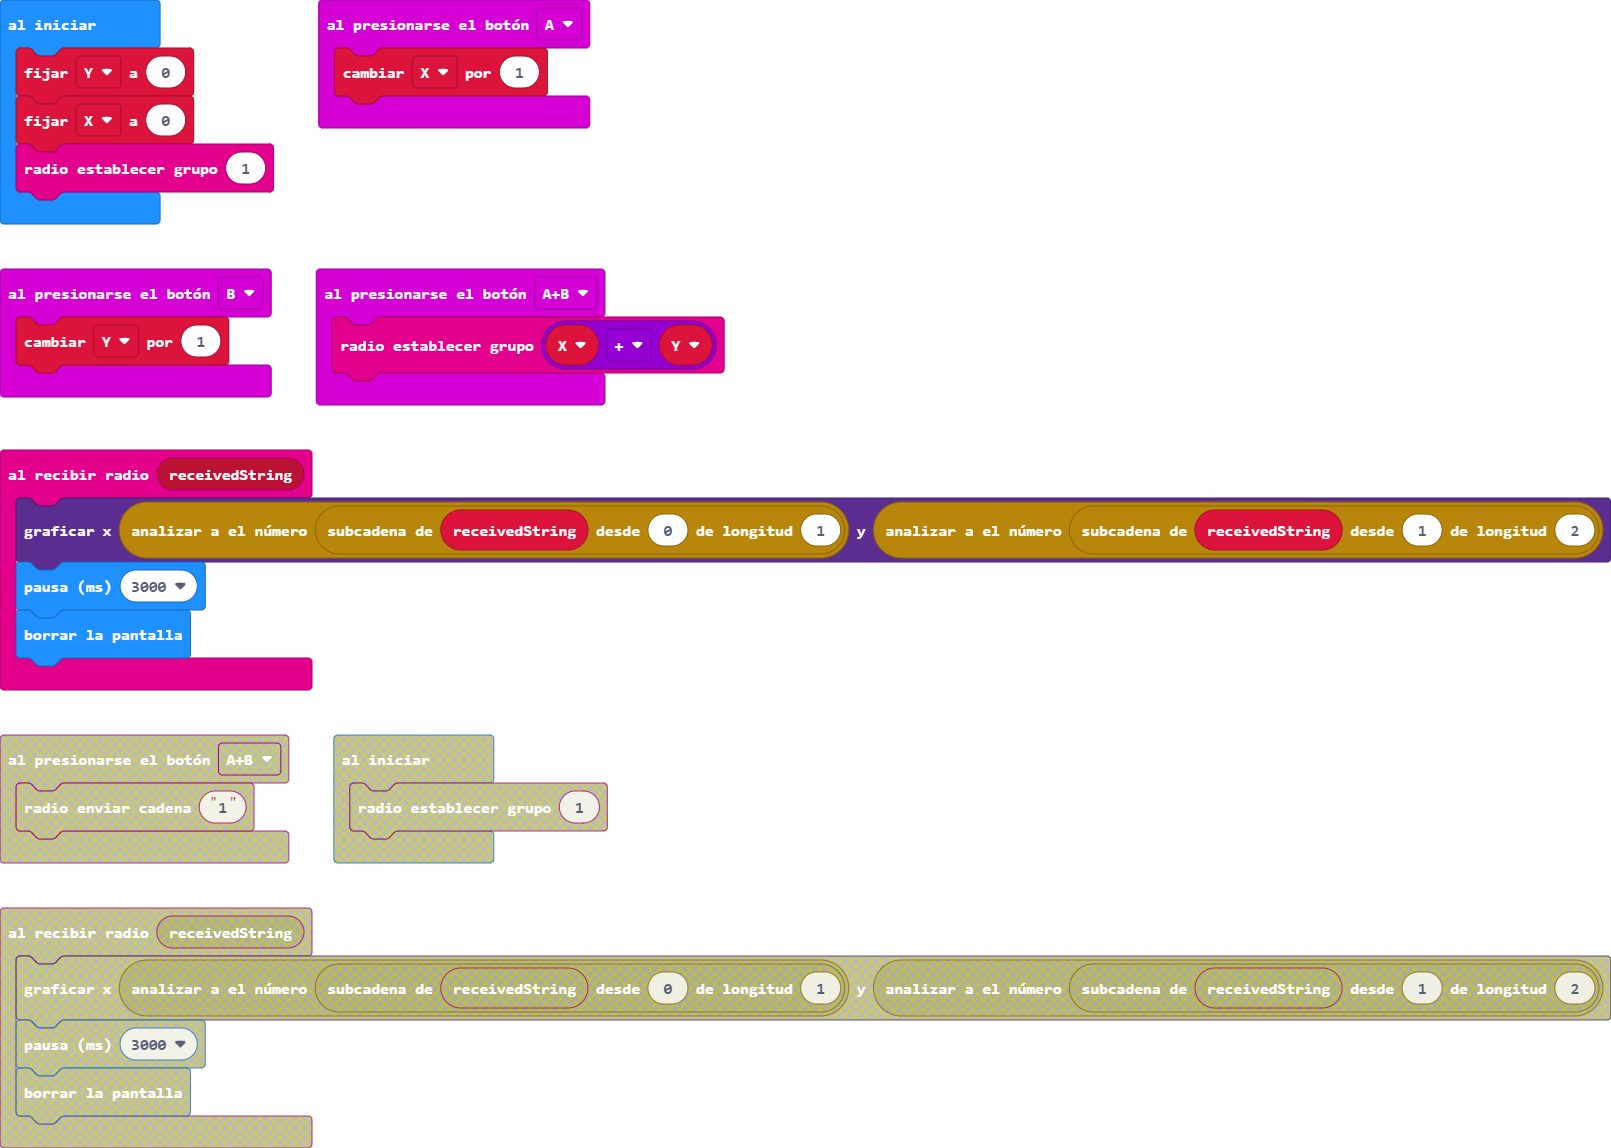 al iniciar
fijar Y a 0
fijar X a 0
radio establecer grupo 1
al presionarse el botón A
cambiar X por 1
al presionarse el botón B
cambiar Y por 1
al presionarse el botón A+B
radio establecer grupo X + Y
al recibir radio receivedString
graficar x analizar a el número subcadena de receivedString desde 0 de longitud 1 y analizar a el número subcadena de receivedString desde 1 de longitud 2
pausa (ms) 3000
borrar la pantalla
al presionarse el botón A+B
radio enviar cadena "1"
al iniciar
radio establecer grupo 1
al recibir radio receivedString
graficar x analizar a el número subcadena de receivedString desde 0 de longitud 1 y analizar a el número subcadena de receivedString desde 1 de longitud 2
pausa (ms) 3000
borrar la pantalla